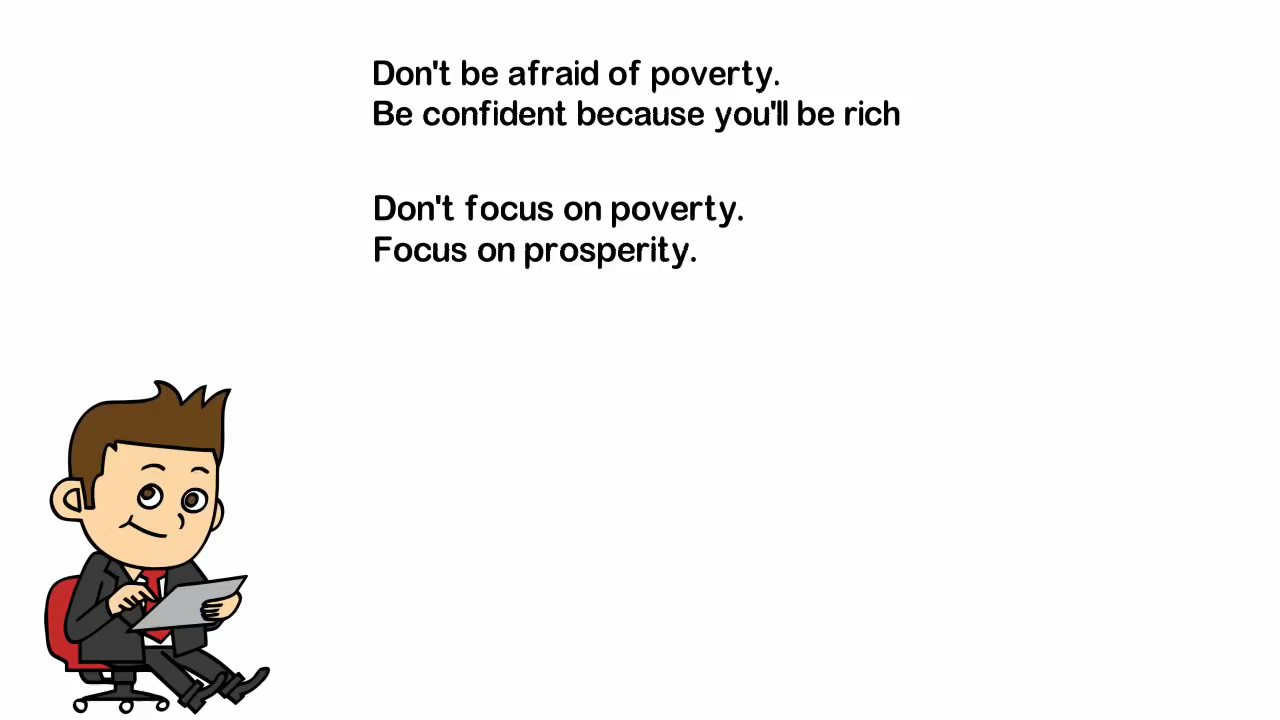 Don't be afraid of poverty.
Be confident because you'll be rich
Don't focus on poverty.
Focus on prosperity.